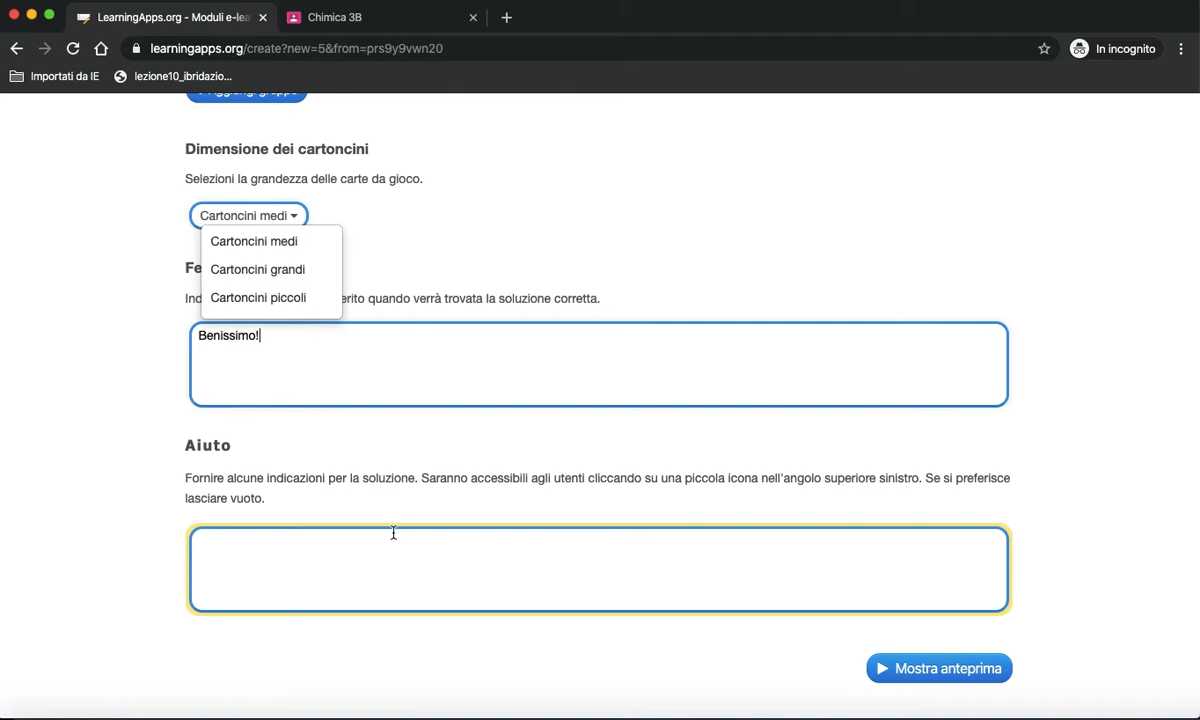 LearningApps.org - Moduli e-lea
Chimica 3B
learningapps.org/create?new=5&from=prs9y9vwn20
In incognito
Importati da IE
lezione10_ibridazio...
Dimensione dei cartoncini
Selezioni la grandezza delle carte da gioco.
Cartoncini medi
Cartoncini medi
Cartoncini grandi
Cartoncini piccoli
Fe
Ind
erito quando verrà trovata la soluzione corretta.
Benissimo!
Aiuto
Fornire alcune indicazioni per la soluzione. Saranno accessibili agli utenti cliccando su una piccola icona nell'angolo superiore sinistro. Se si preferisce
lasciare vuoto.
Mostra anteprima